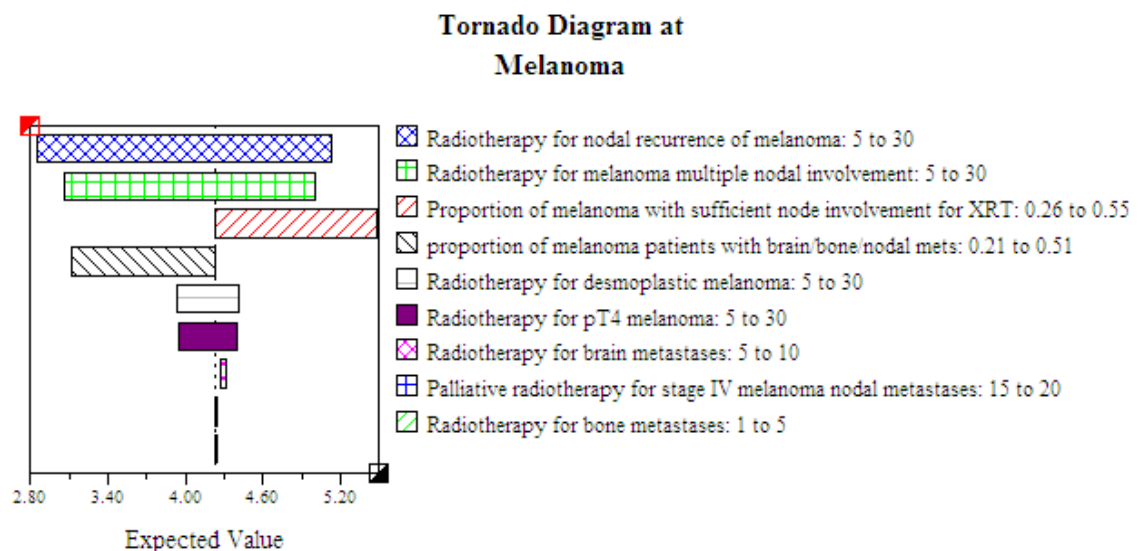 Tornado Diagram at
Melanoma
Radiotherapy for nodal recurrence of melanoma: 5 to 30
Radiotherapy for melanoma multiple nodal involvement: 5 to 30
Proportion of melanoma with sufficient node involvement for XRT: 0.26 to 0.55
proportion of melanoma patients with brain/bone/nodal mets: 0.21 to 0.51
Radiotherapy for desmoplastic melanoma: 5 to 30
Radiotherapy for pT4 melanoma: 5 to 30
Radiotherapy for brain metastases: 5 to 10
Palliative radiotherapy for stage IV melanoma nodal metastases: 15 to 20
Radiotherapy for bone metastases: 1 to 5
2.80 3.40 4.00 4.60 5.20
Expected Value